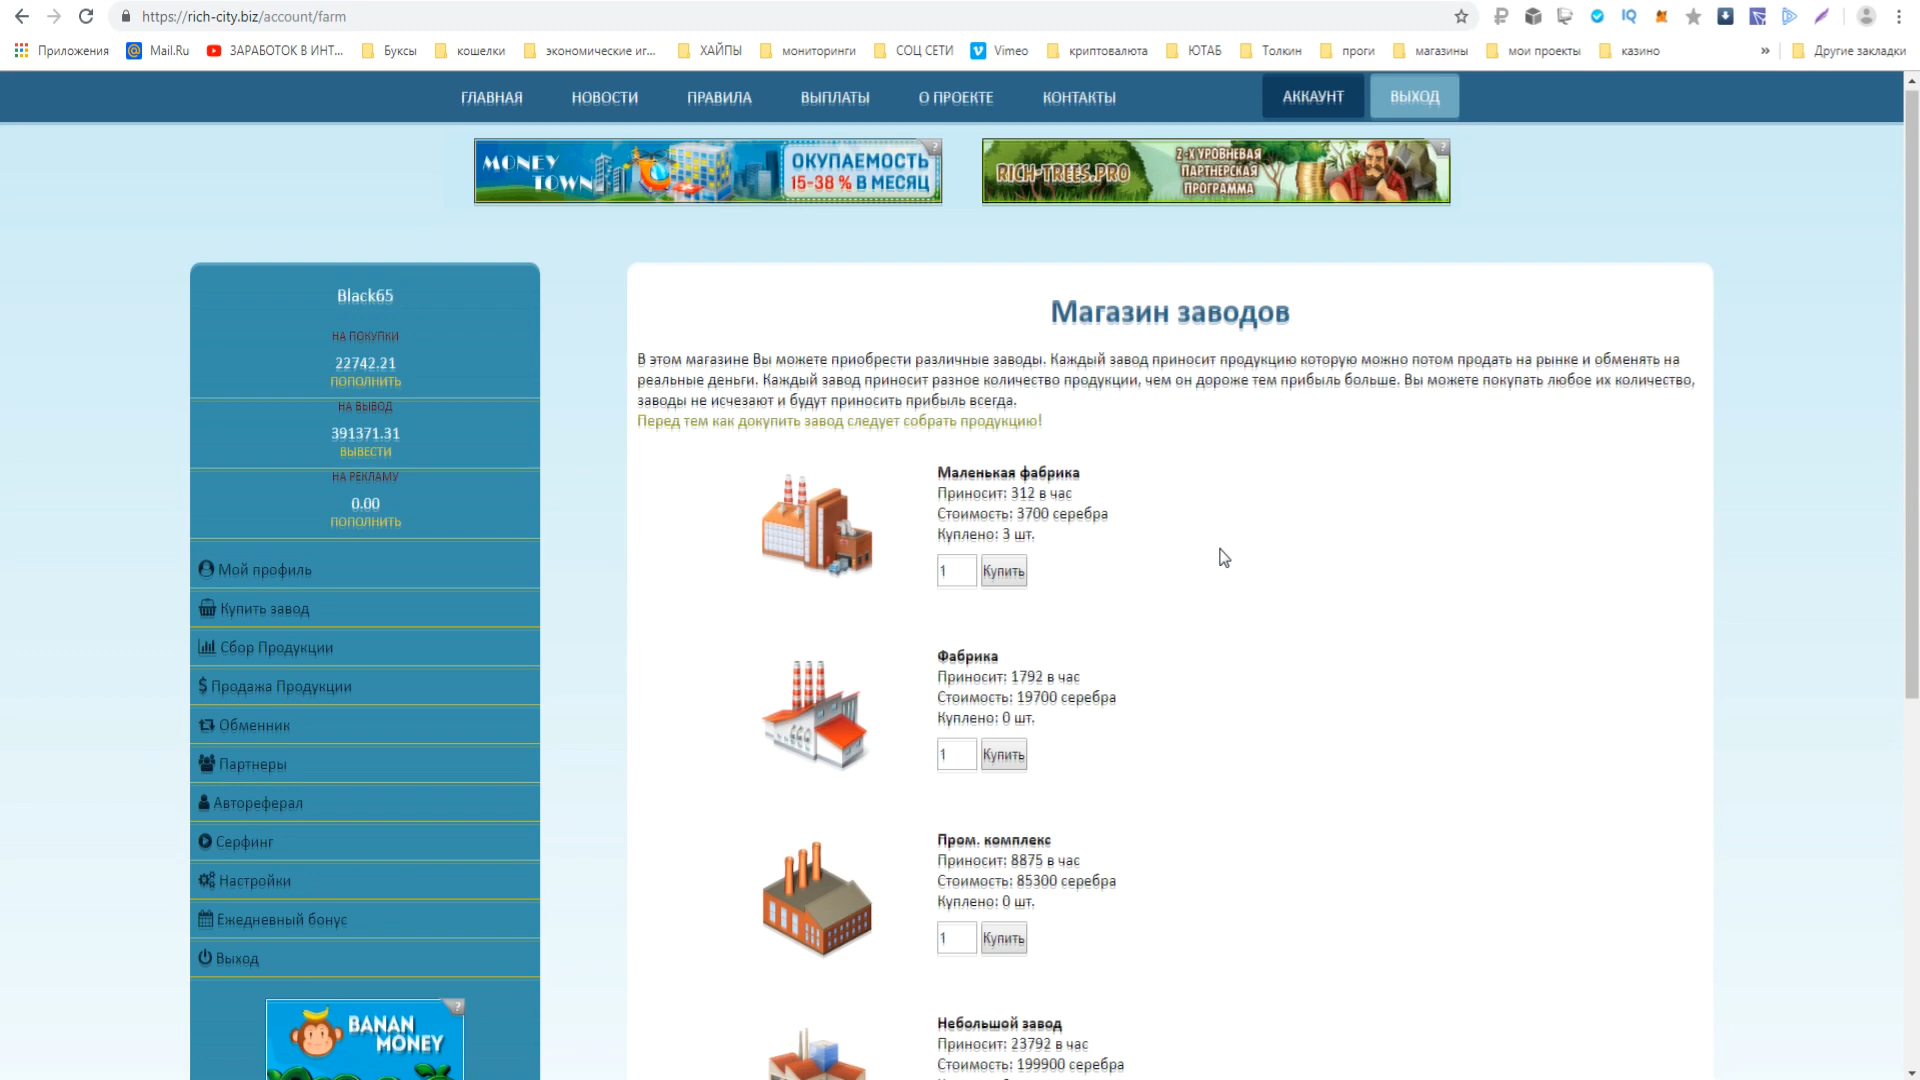 https://rich-city.biz/account/farm
Приложения
Mail.Ru
ЗАРАБОТОК В ИНТ...
Буксы
кошелки
экономические иг...
ХАЙПЫ
мониторинги
СОЦ СЕТИ
Vimeo
криптовалюта
ЮТАБ
Толкин
проги
магазины
мои проекты
казино
»
Другие закладки
ГЛАВНАЯ
НОВОСТИ
ПРАВИЛА
ВЫПЛАТЫ
О ПРОЕКТЕ
КОНТАКТЫ
АККАУНТ
ВЫХОД
MONEY
TOWN
ОКУПАЕМОСТЬ
15-38 % В МЕСЯЦ
?
RICH-TREES.PRO
2-Х УРОВНЕВАЯ
ПАРТНЕРСКАЯ
ПРОГРАММА
?
Black65
НА ПОКУПКИ
22742.21
ПОПОЛНИТЬ
НА ВЫВОД
391371.31
ВЫВЕСТИ
НА РЕКЛАМУ
0.00
ПОПОЛНИТЬ
Мой профиль
Купить завод
Сбор Продукции
Продажа Продукции
Обменник
Партнеры
Автореферал
Серфинг
Настройки
Ежедневный бонус
Выход
BANAN
MONEY
?
Магазин заводов
В этом магазине Вы можете приобрести различные заводы. Каждый завод приносит продукцию которую можно потом продать на рынке и обменять на
реальные деньги. Каждый завод приносит разное количество продукции, чем он дороже тем прибыль больше. Вы можете покупать любое их количество,
заводы не исчезают и будут приносить прибыль всегда.
Перед тем как докупить завод следует собрать продукцию!
Маленькая фабрика
Приносит: 312 в час
Стоимость: 3700 серебра
Куплено: 3 шт.
1
Купить
Фабрика
Приносит: 1792 в час
Стоимость: 19700 серебра
Куплено: 0 шт.
1
Купить
Пром. комплекс
Приносит: 8875 в час
Стоимость: 85300 серебра
Куплено: 0 шт.
1
Купить
Небольшой завод
Приносит: 23792 в час
Стоимость: 199900 серебра